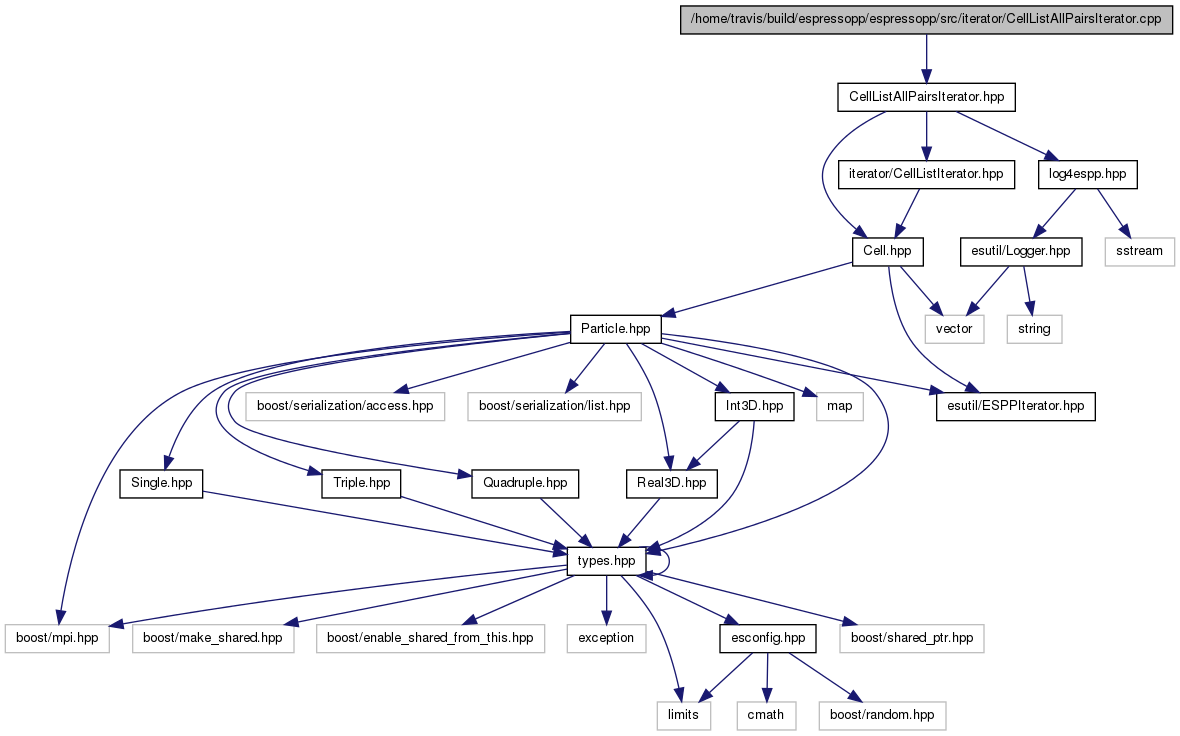 /home/travis/build/espressopp/espressopp/src/iterator/CellListAllPairsIterator.cpp
CellListAllPairsIterator.hpp
iterator/CellListIterator.hpp
log4espp.hpp
Cell.hpp
esutil/Logger.hpp
sstream
Particle.hpp
vector
string
boost/serialization/access.hpp
boost/serialization/list.hpp
Int3D.hpp
map
esutil/ESPPIterator.hpp
Single.hpp
Triple.hpp
Quadruple.hpp
Real3D.hpp
types.hpp
boost/mpi.hpp
boost/make_shared.hpp
boost/enable_shared_from_this.hpp
exception
esconfig.hpp
boost/shared_ptr.hpp
limits
cmath
boost/random.hpp